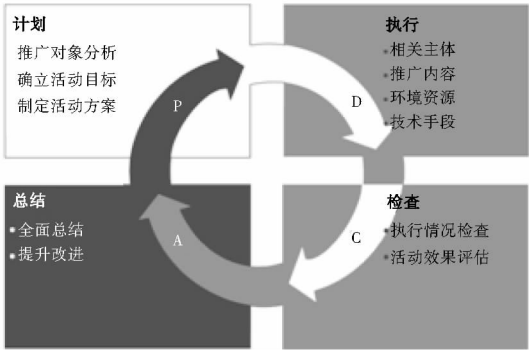 计划
推广对象分析
确立活动目标
制定活动方案
P
执行
相关主体
推广内容
环境资源
技术手段
D
总结
全面总结
提升改进
A
检查
执行情况检查
活动效果评估
C